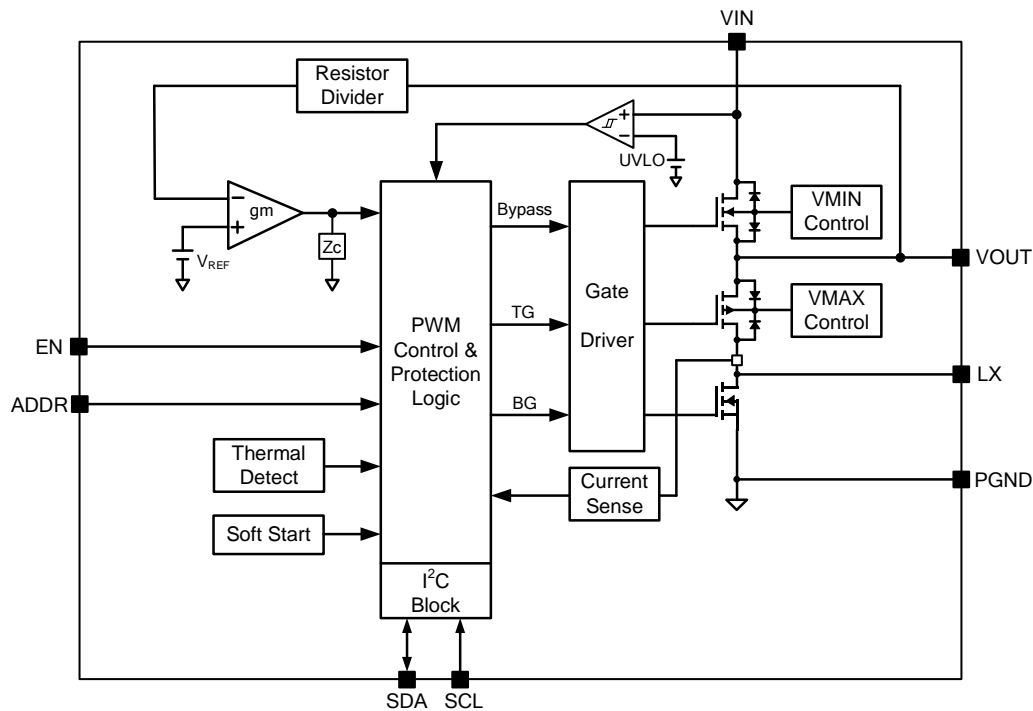 VIN
Resistor
Divider
+
−
UVLO
−
gm
+
VREF
Zc
Bypass
VMIN
Control
VOUT
Gate
Driver
TG
VMAX
Control
PWM
Control &
Protection
Logic
EN
LX
ADDR
BG
Thermal
Detect
Current
Sense
PGND
Soft Start
I²C
Block
SDA SCL